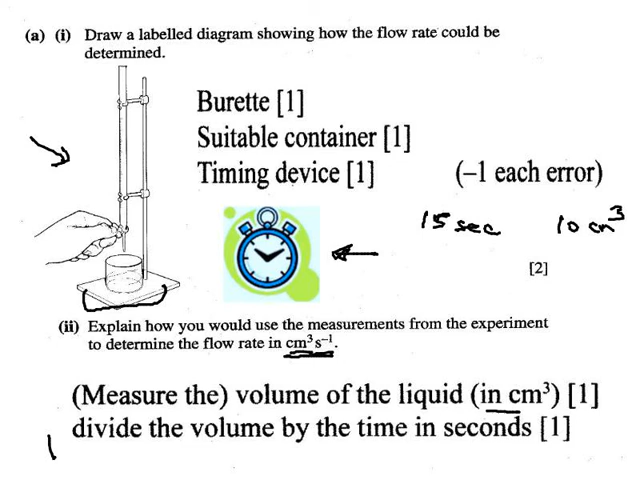 (a) (i) Draw a labelled diagram showing how the flow rate could be
determined.
Burette [1]
Suitable container [1]
Timing device [1] (–1 each error)
15 sec 10 cm³
[2]
(ii) Explain how you would use the measurements from the experiment
to determine the flow rate in cm³ s⁻¹.
(Measure the) volume of the liquid (in cm³) [1]
divide the volume by the time in seconds [1]